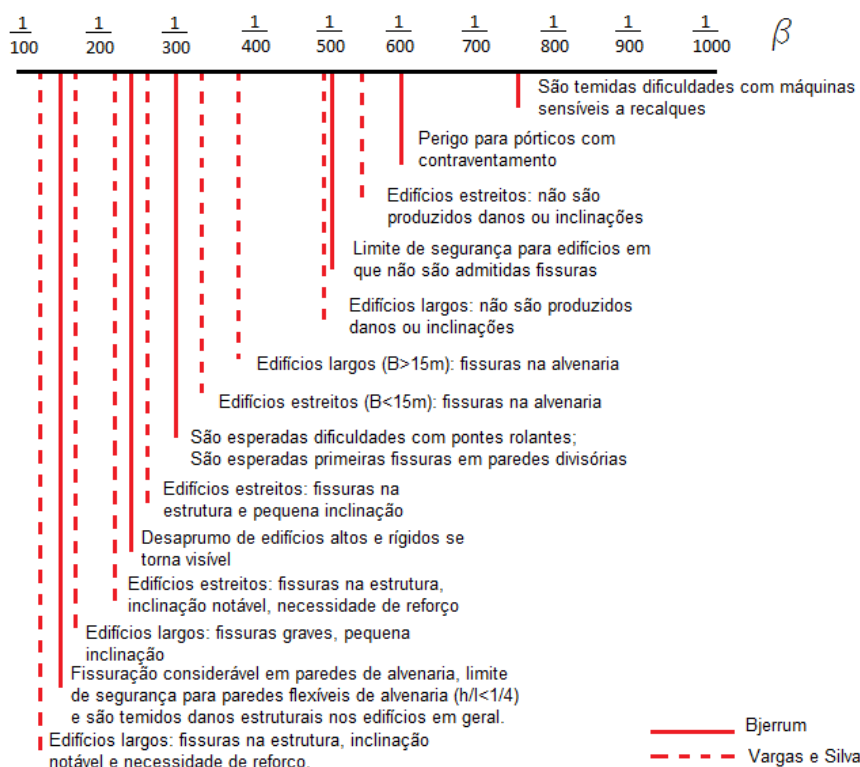 1/100 1/200 1/300 1/400 1/500 1/600 1/700 1/800 1/900 1/1000 β
São temidas dificuldades com máquinas
sensíveis a recalques
Perigo para pórticos com
contraventamento
Edifícios estreitos: não são
produzidos danos ou inclinações
Limite de segurança para edifícios em
que não são admitidas fissuras
Edifícios largos: não são produzidos
danos ou inclinações
Edifícios largos (B>15m): fissuras na alvenaria
Edifícios estreitos (B<15m): fissuras na alvenaria
São esperadas dificuldades com pontes rolantes;
São esperadas primeiras fissuras em paredes divisórias
Edifícios estreitos: fissuras na
estrutura e pequena inclinação
Desaprumo de edifícios altos e rígidos se
torna visível
Edifícios estreitos: fissuras na estrutura,
inclinação notável, necessidade de reforço
Edifícios largos: fissuras graves, pequena
inclinação
Fissuração considerável em paredes de alvenaria, limite
de segurança para paredes flexíveis de alvenaria (h/l<1/4)
e são temidos danos estruturais nos edifícios em geral.
Edifícios largos: fissuras na estrutura, inclinação
notável e necessidade de reforço.
Bjerrum
Vargas e Silva